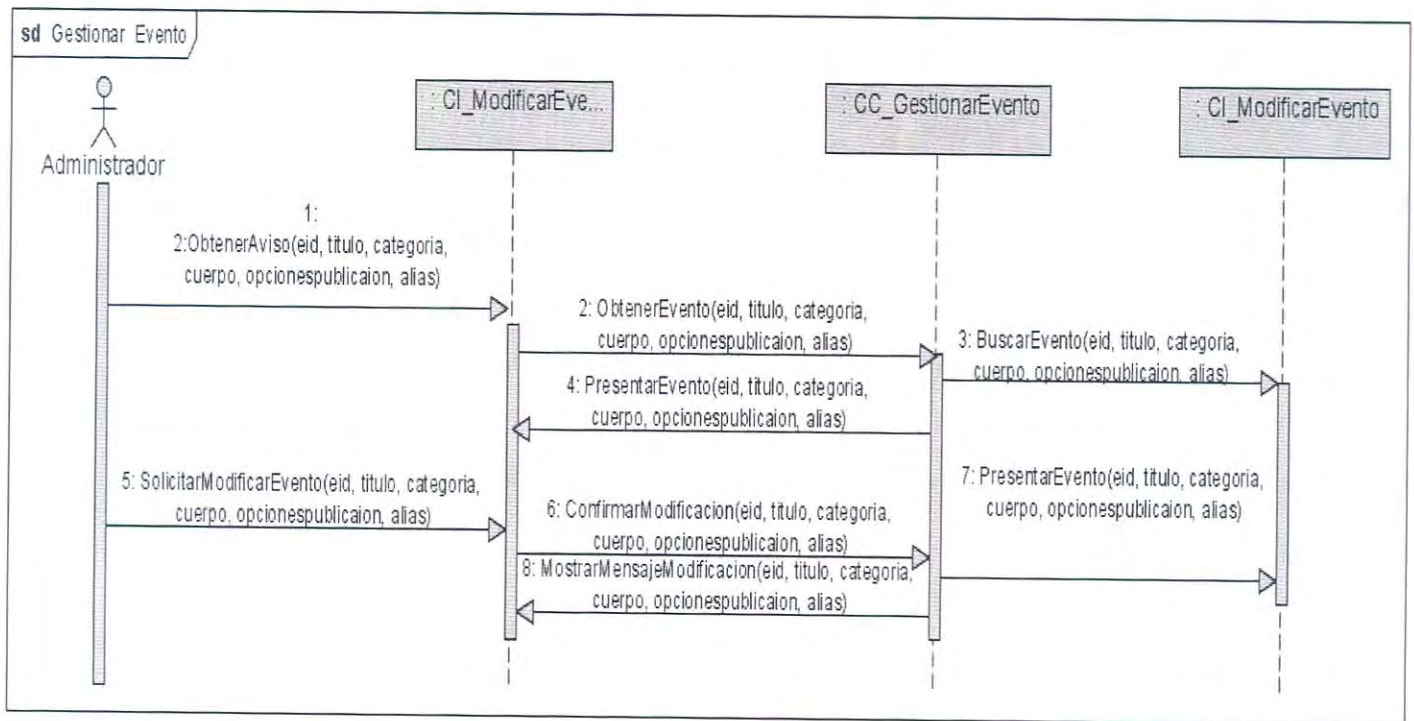 sd Gestionar Evento
: CI_ModificarEve...
: CC_GestionarEvento
: CI_ModificarEvento
Administrador
1:
2:ObtenerAviso(eid, titulo, categoria,
cuerpo, opcionespublicaion, alias)
2: ObtenerEvento(eid, titulo, categoria,
cuerpo, opcionespublicaion, alias)
3: BuscarEvento(eid, titulo, categoria,
cuerpo, opcionespublicaion, alias)
4: PresentarEvento(eid, titulo, categoria,
cuerpo, opcionespublicaion, alias)
5: SolicitarModificarEvento(eid, titulo, categoria,
cuerpo, opcionespublicaion, alias)
6: ConfirmarModificacion(eid, titulo, categoria,
cuerpo, opcionespublicaion, alias)
7: PresentarEvento(eid, titulo, categoria,
cuerpo, opcionespublicaion, alias)
8: MostrarMensajeModificacion(eid, titulo, categoria,
cuerpo, opcionespublicaion, alias)